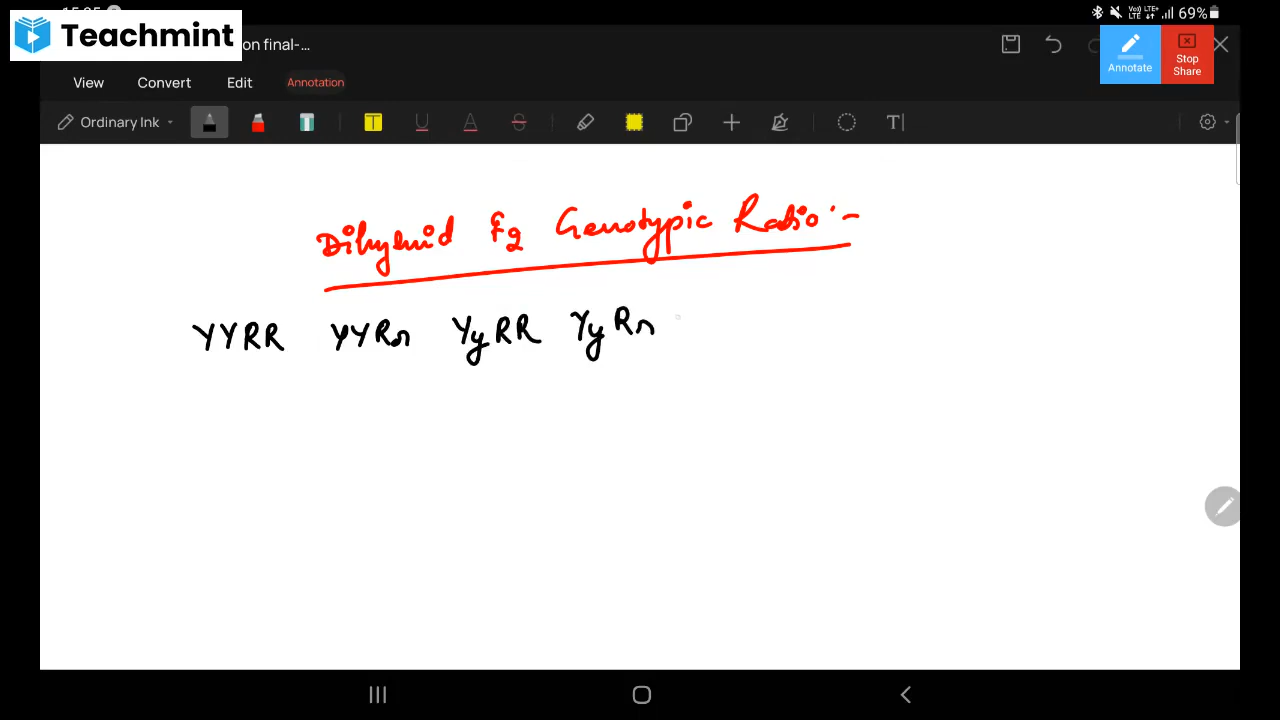 Teachmint
on final-...
69%
Annotate
Stop Share
View Convert Edit Annotation
Ordinary Ink
Dihybrid F2 Genotypic Ratio :-
YYRR YYRr YyRR YyRr